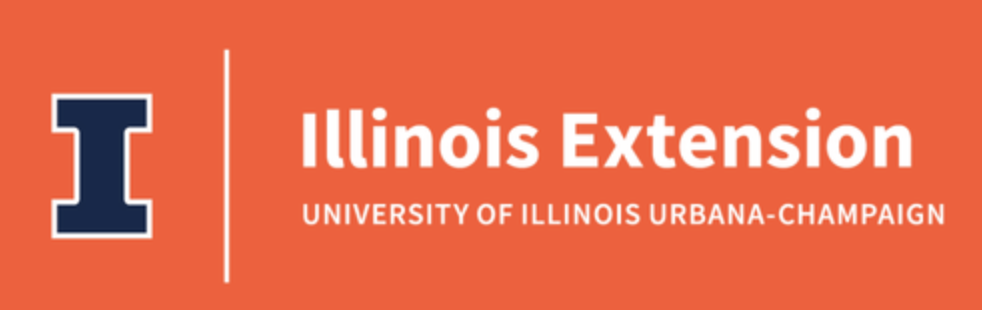 I
Illinois Extension
UNIVERSITY OF ILLINOIS URBANA-CHAMPAIGN